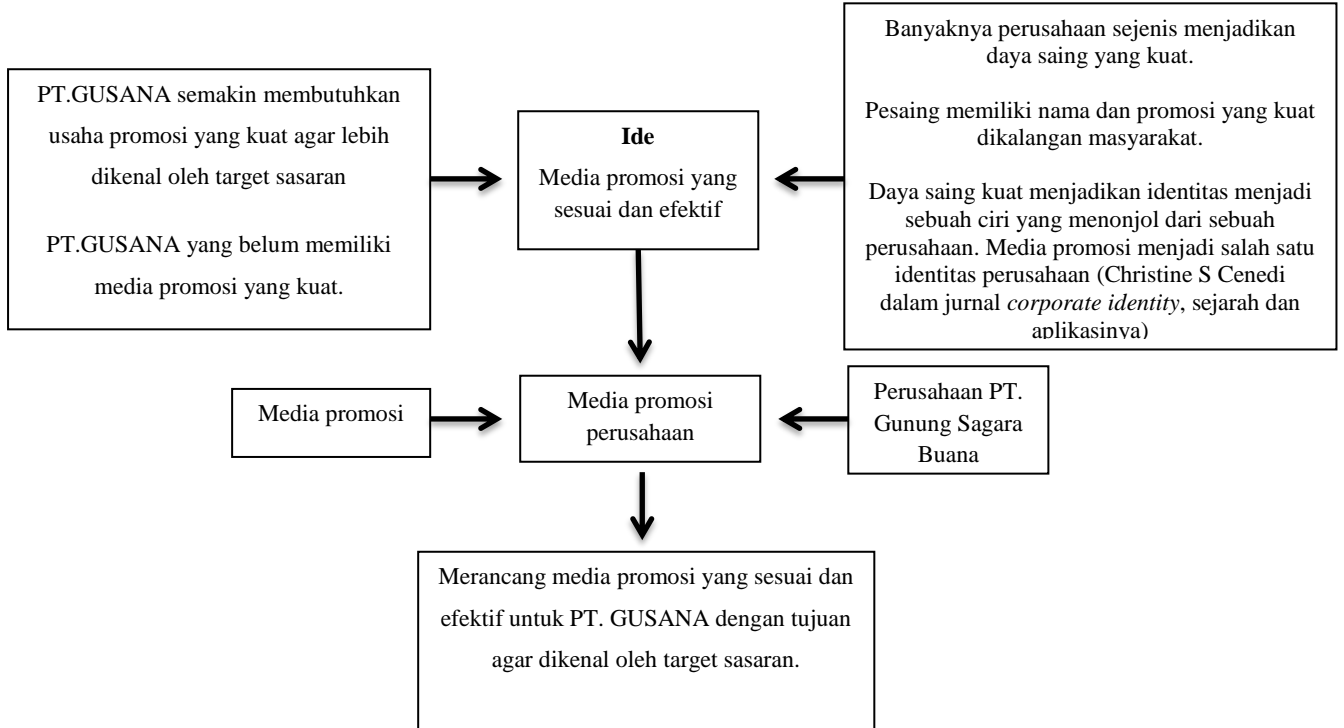 PT.GUSANA semakin membutuhkan
usaha promosi yang kuat agar lebih
dikenal oleh target sasaran
PT.GUSANA yang belum memiliki
media promosi yang kuat.
Ide
Media promosi yang
sesuai dan efektif
Banyaknya perusahaan sejenis menjadikan
daya saing yang kuat.
Pesaing memiliki nama dan promosi yang kuat
dikalangan masyarakat.
Daya saing kuat menjadikan identitas menjadi
sebuah ciri yang menonjol dari sebuah
perusahaan. Media promosi menjadi salah satu
identitas perusahaan (Christine S Cenedi
dalam jurnal corporate identity, sejarah dan
aplikasinya)
Media promosi
Media promosi
perusahaan
Perusahaan PT.
Gunung Sagara
Buana
Merancang media promosi yang sesuai dan
efektif untuk PT. GUSANA dengan tujuan
agar dikenal oleh target sasaran.